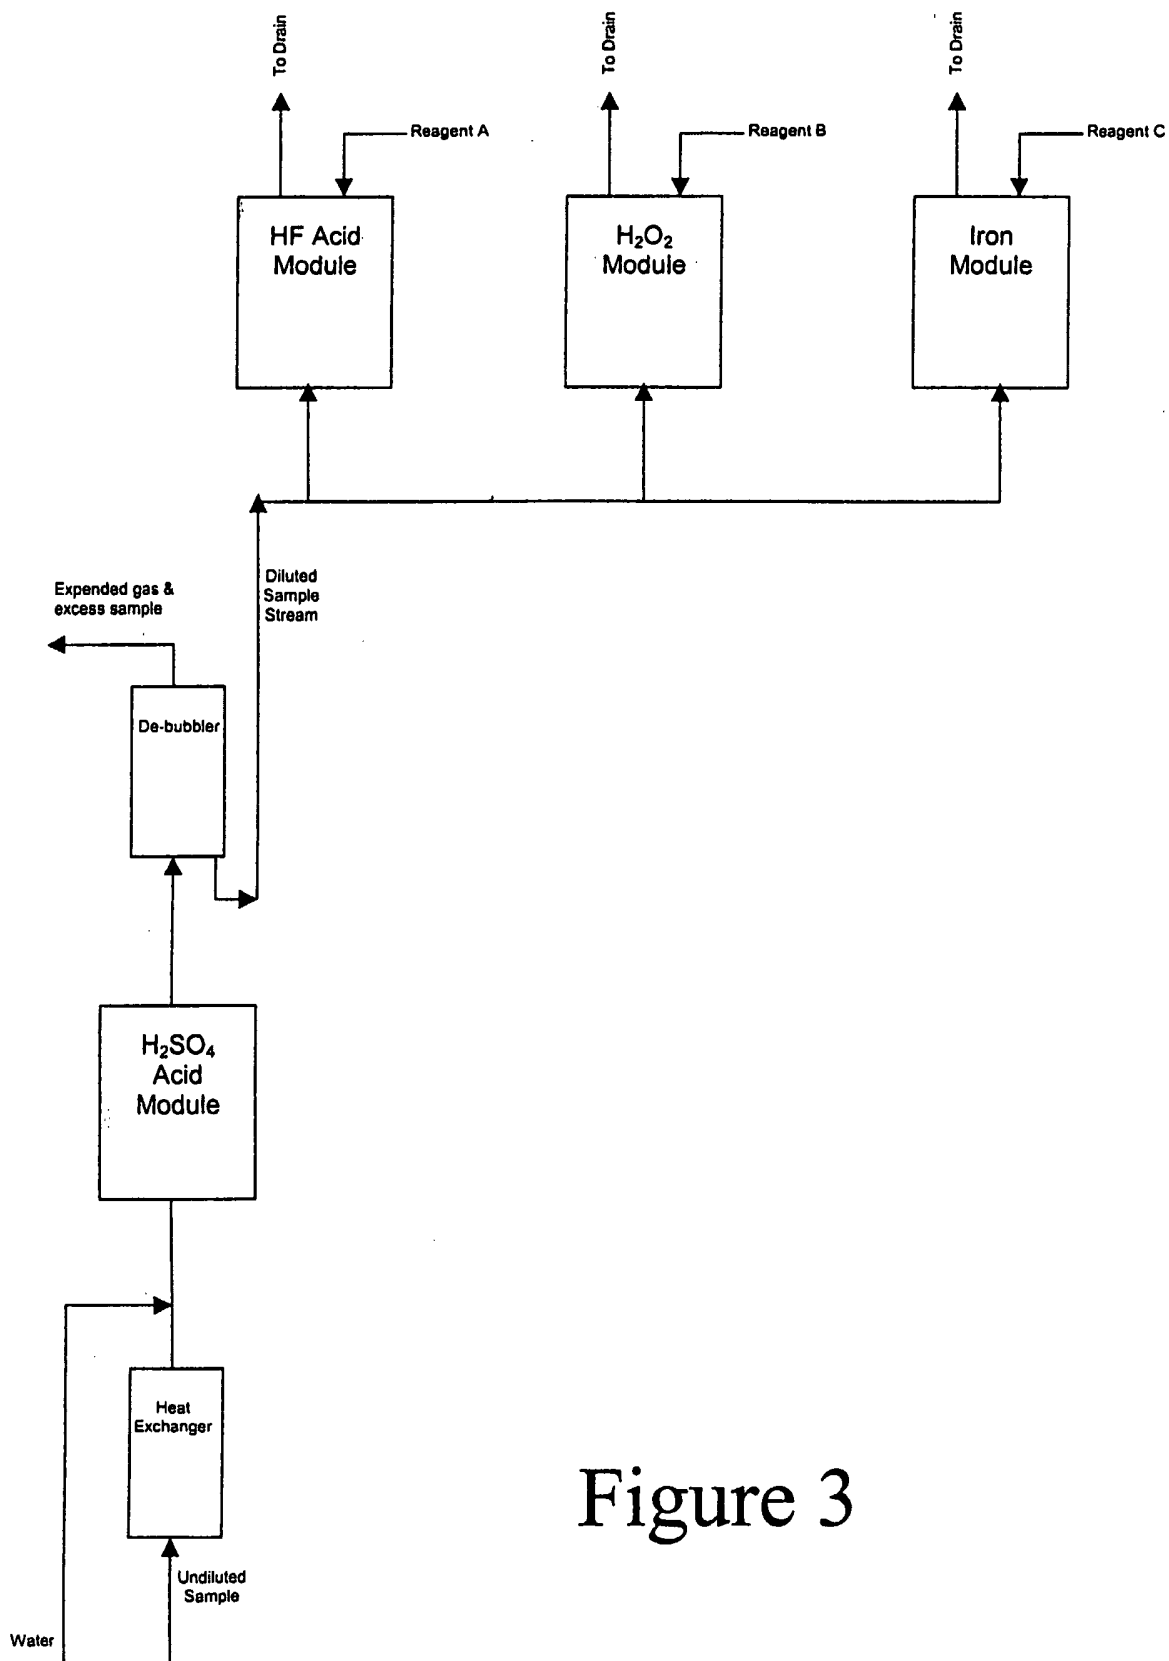 To Drain
To Drain
To Drain
Reagent A
Reagent B
Reagent C
HF Acid
Module
H₂O₂
Module
Iron
Module
Expended gas &
excess sample
Diluted
Sample
Stream
De-bubbler
H₂SO₄
Acid
Module
Heat
Exchanger
Figure 3
Undiluted
Sample
Water